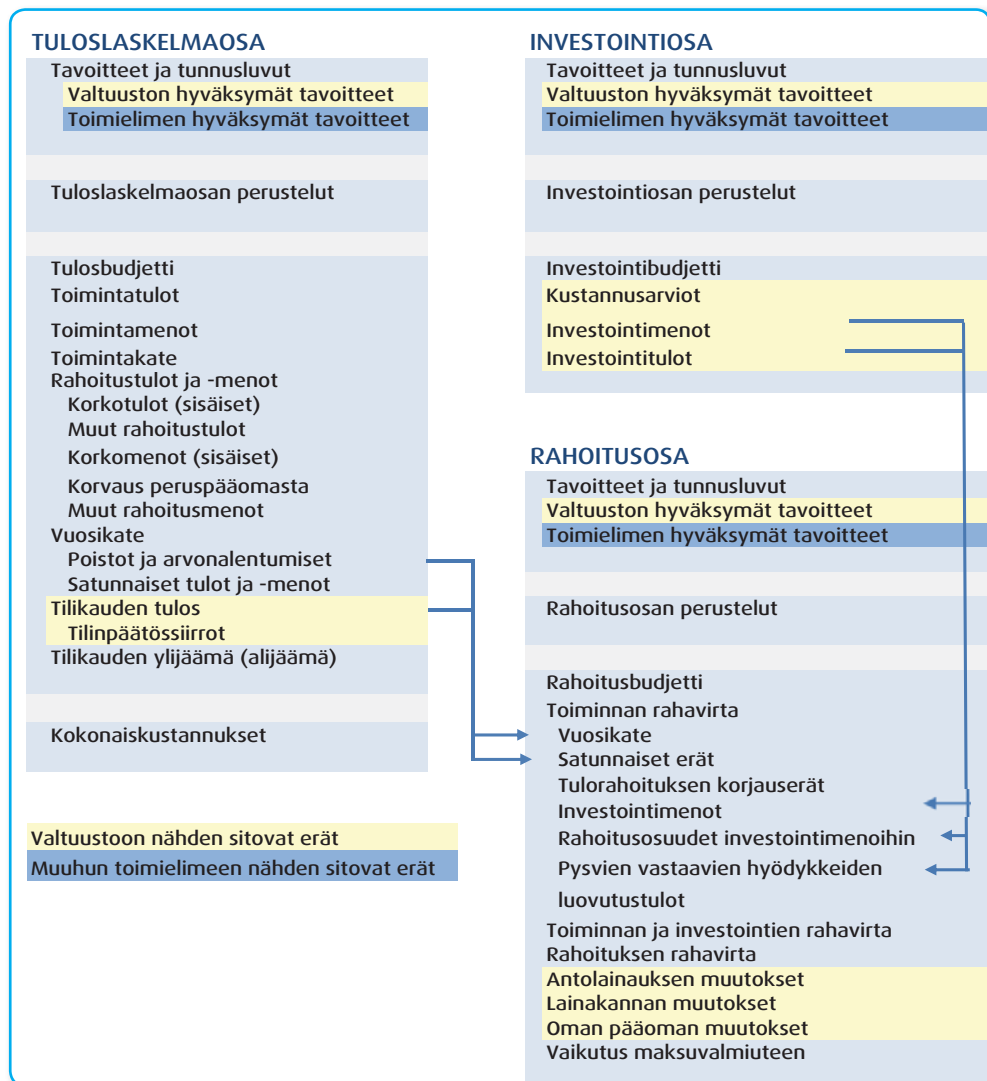 TULOSLASKELMAOSA
Tavoitteet ja tunnusluvut
Valtuuston hyväksymät tavoitteet
Toimielimen hyväksymät tavoitteet
Tuloslaskelmaosan perustelut
Tulosbudjetti
Toimintatulot
Toimintamenot
Toimintakate
Rahoitustulot ja -menot
Korkotulot (sisäiset)
Muut rahoitustulot
Korkomenot (sisäiset)
Korvaus peruspääomasta
Muut rahoitusmenot
Vuosikate
Poistot ja arvonalentumiset
Satunnaiset tulot ja -menot
Tilikauden tulos
Tilinpäätössiirrot
Tilikauden ylijäämä (alijäämä)
Kokonaiskustannukset
Valtuustoon nähden sitovat erät
Muuhun toimielimeen nähden sitovat erät
INVESTOINTIOSA
Tavoitteet ja tunnusluvut
Valtuuston hyväksymät tavoitteet
Toimielimen hyväksymät tavoitteet
Investointiosan perustelut
Investointibudjetti
Kustannusarviot
Investointimenot
Investointitulot
RAHOITUSOSA
Tavoitteet ja tunnusluvut
Valtuuston hyväksymät tavoitteet
Toimielimen hyväksymät tavoitteet
Rahoitusosan perustelut
Rahoitusbudjetti
Toiminnan rahavirta
Vuosikate
Satunnaiset erät
Tulorahoituksen korjauserät
Investointimenot
Rahoitusosuudet investointimenoihin
Pysvien vastaavien hyödykkeiden
luovutustulot
Toiminnan ja investointien rahavirta
Rahoituksen rahavirta
Antolainauksen muutokset
Lainakannan muutokset
Oman pääoman muutokset
Vaikutus maksuvalmiuteen